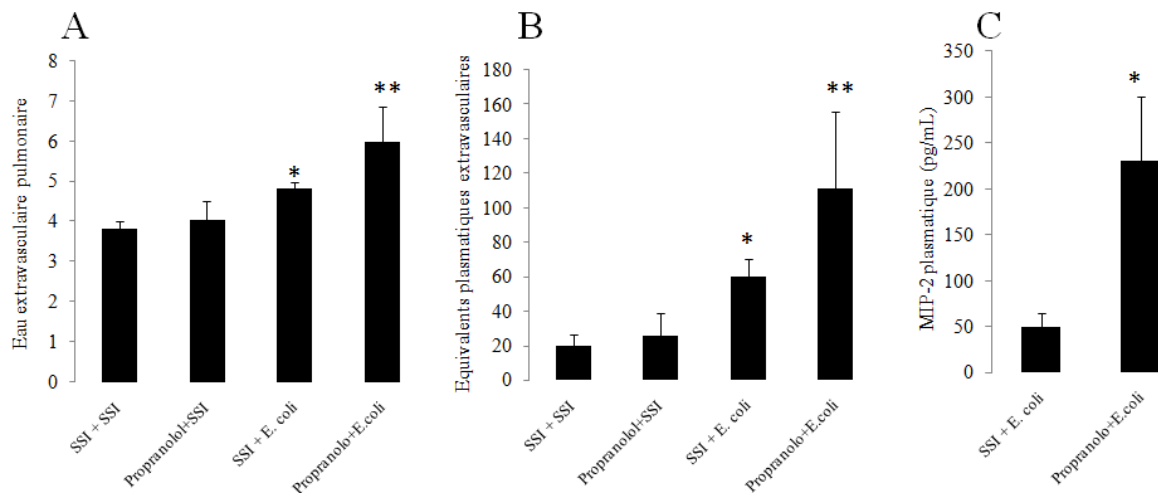 A
Eau extravasculaire pulmonaire
8
7
6
5
4
3
2
1
0
*
**
SSI + SSI
Propranolol+SSI
SSI + E. coli
Propranolo+E.coli
B
Equivalents plasmatiques extravasculaires
180
160
140
120
100
80
60
40
20
0
*
**
SSI + SSI
Propranolol+SSI
SSI + E. coli
Propranolo+E.coli
C
MIP-2 plasmatique (pg/mL)
350
300
250
200
150
100
50
0
*
SSI + E. coli
Propranolo+E.coli